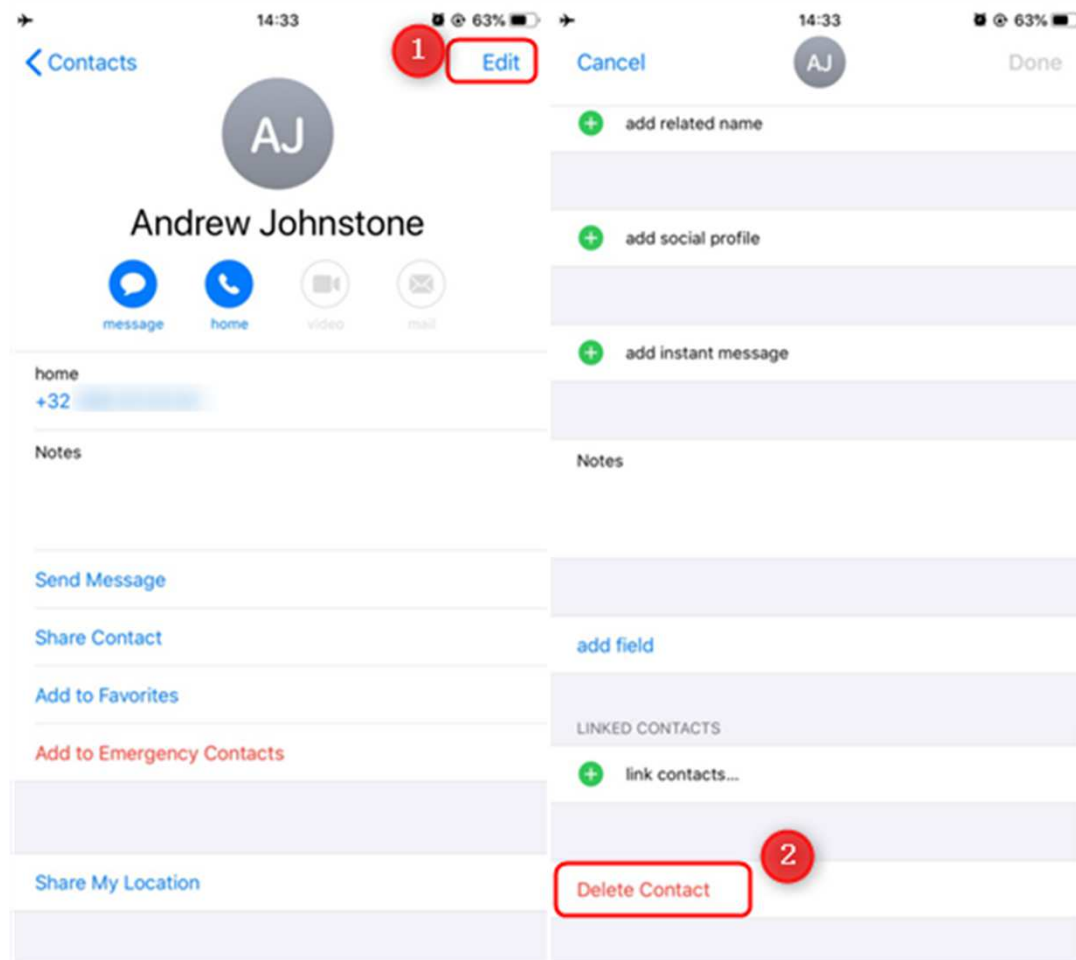 14:33
63%
1
Contacts
Edit
AJ
Andrew Johnstone
message
home
video
mail
home
+32
Notes
Send Message
Share Contact
Add to Favorites
Add to Emergency Contacts
Share My Location
14:33
63%
Cancel
AJ
Done
add related name
add social profile
add instant message
Notes
add field
LINKED CONTACTS
link contacts...
2
Delete Contact